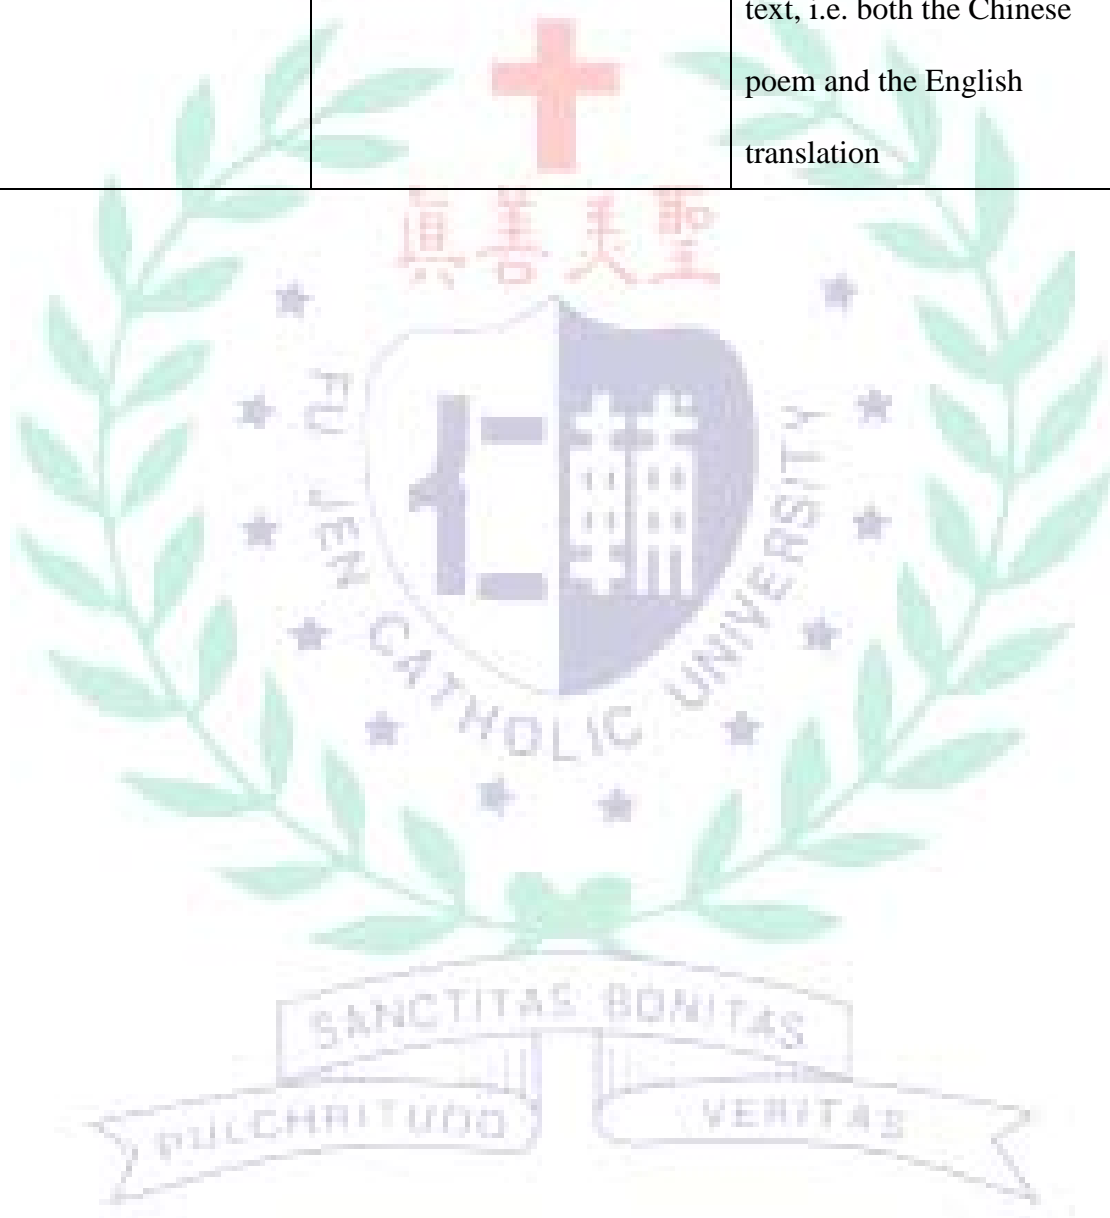 text, i.e. both the Chinese
poem and the English
translation
眞善美聖
FU JEN CATHOLIC UNIVERSITY
仁輔
SANCTITAS BONITAS
PULCHRITUDO VERITAS